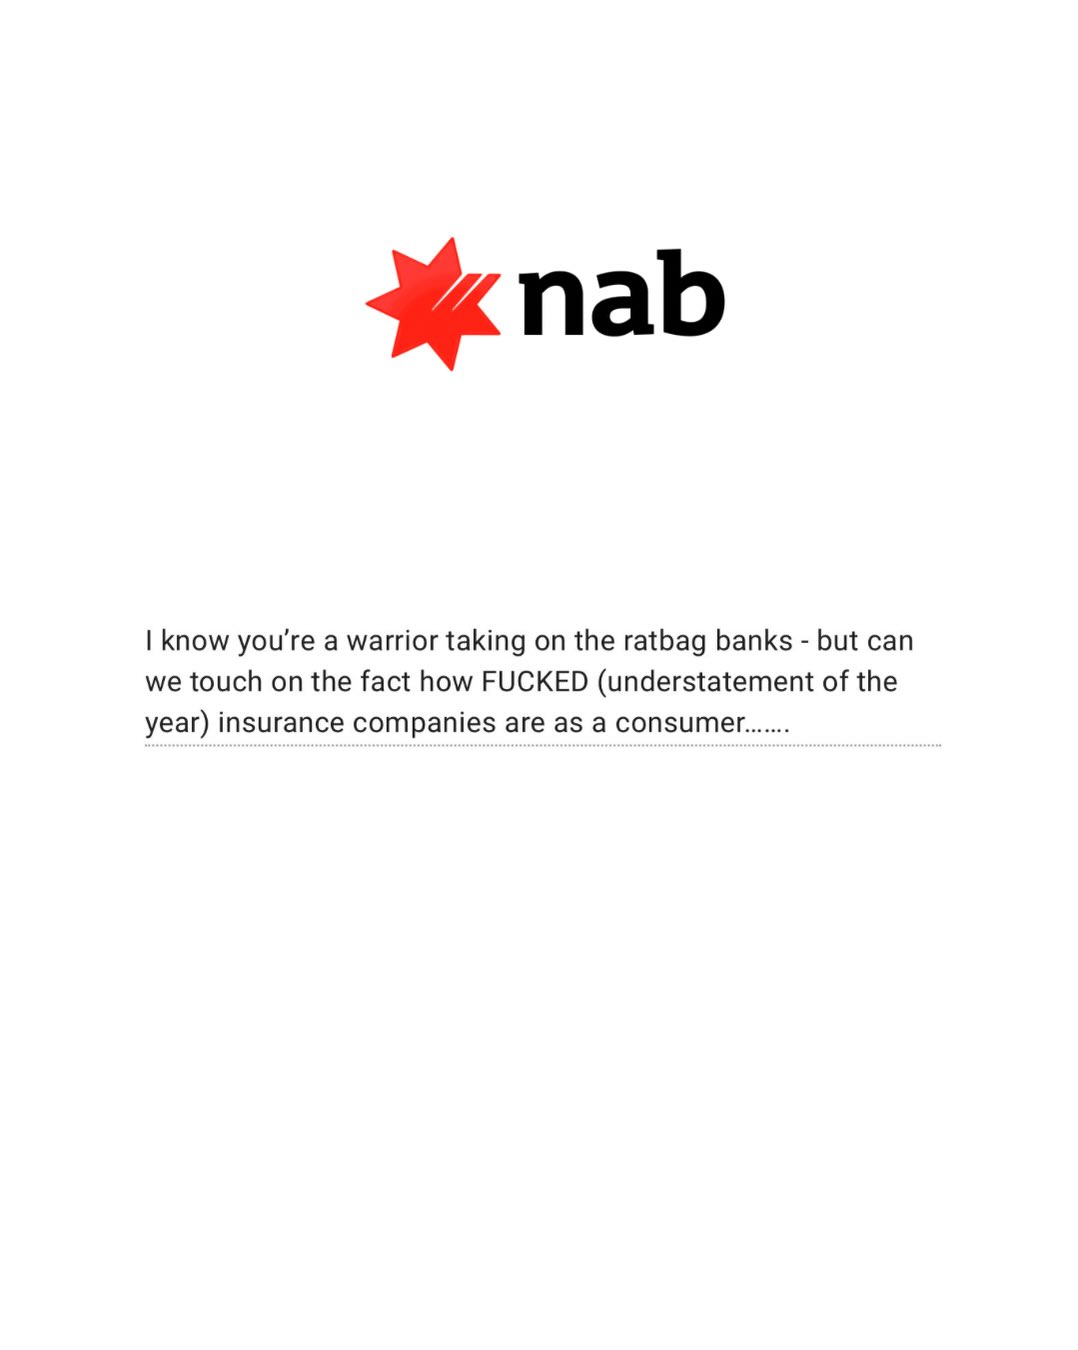 nab
I know you’re a warrior taking on the ratbag banks - but can
we touch on the fact how FUCKED (understatement of the
year) insurance companies are as a consumer…….